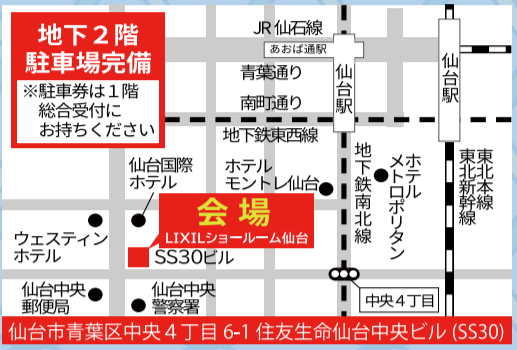 地下２階
駐車場完備
※駐車券は１階
総合受付に
お持ちください
JR 仙石線
あおば通駅
青葉通り
南町通り
地下鉄東西線
仙台駅
仙台駅
仙台国際
ホテル
ホテル
モントレ仙台
地下鉄南北線
ホテル
メトロポリタン
東北本線
東北新幹線
会場
LIXILショールーム仙台
SS30ビル
ウェスティン
ホテル
仙台中央
郵便局
仙台中央
警察署
中央４丁目
仙台市青葉区中央４丁目 6-1 住友生命仙台中央ビル (SS30)